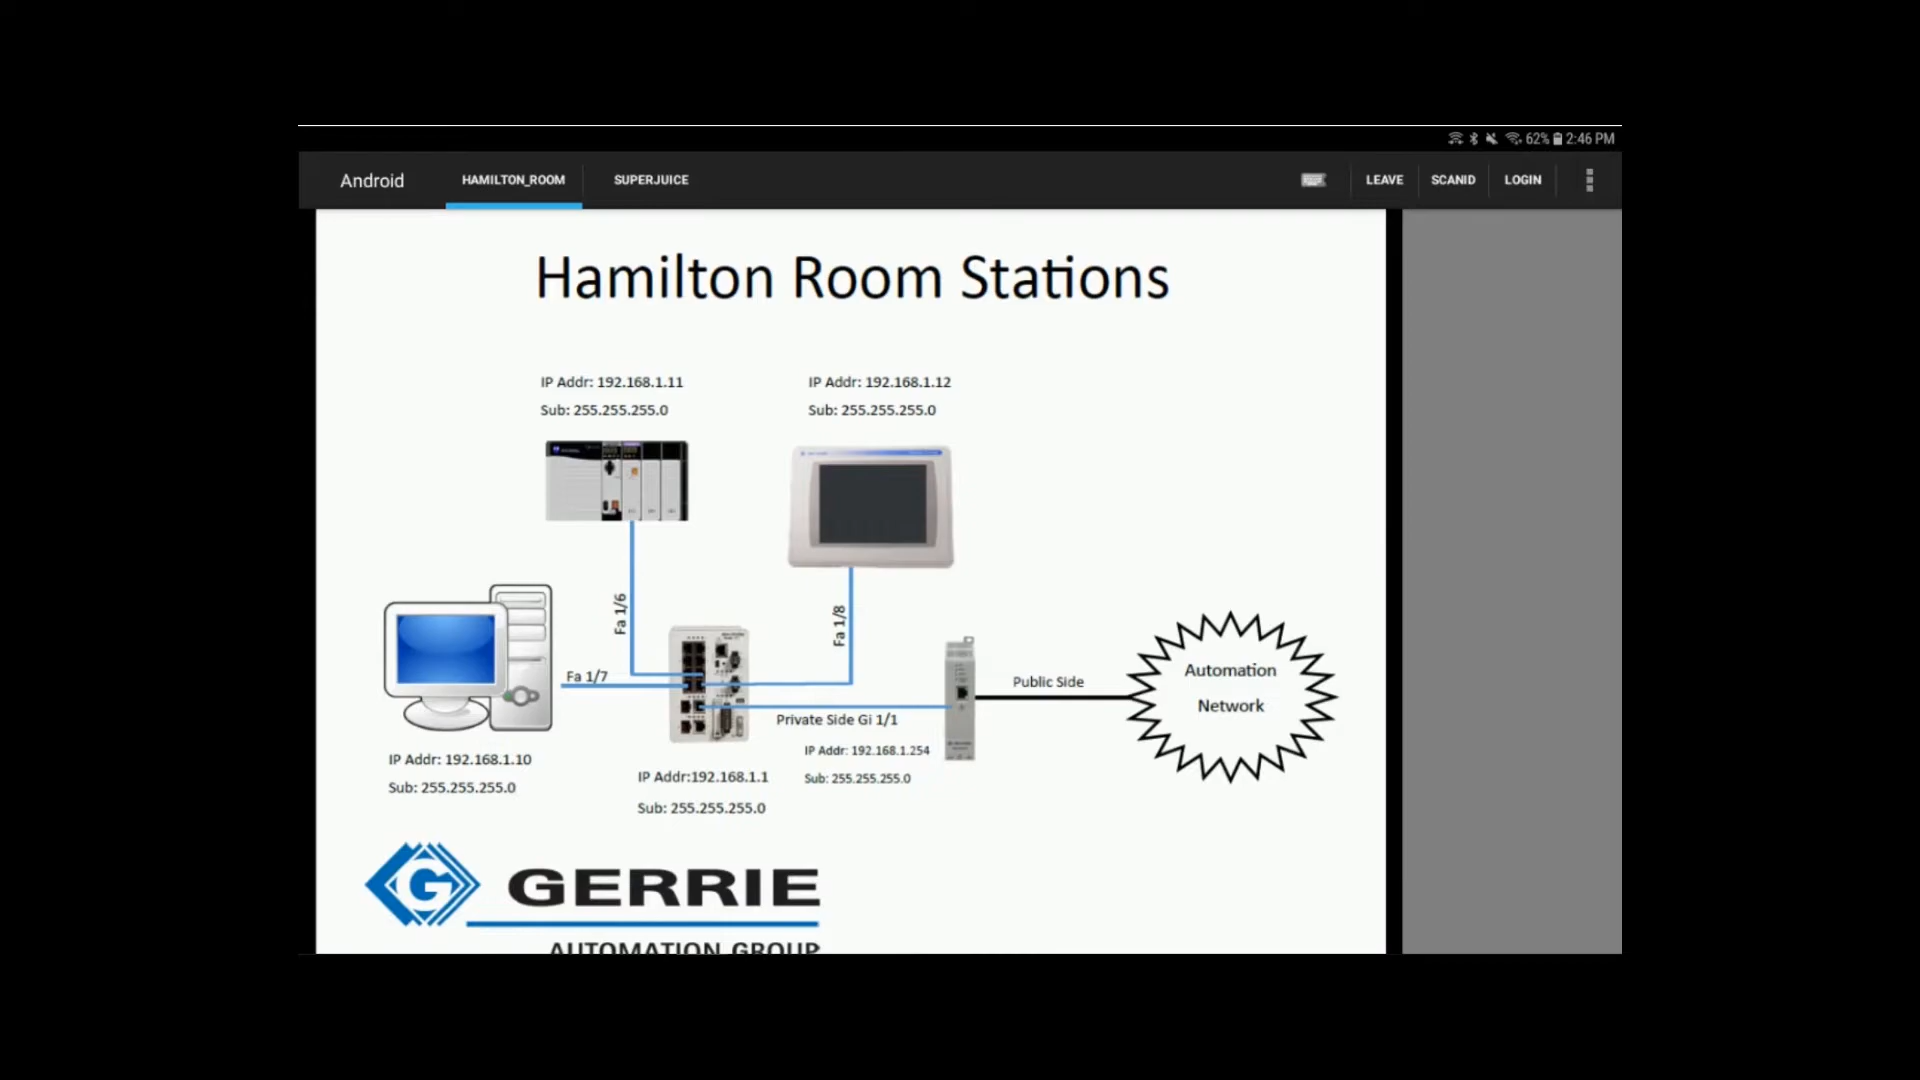 62% 2:46 PM
Android HAMILTON_ROOM SUPERJUICE LEAVE SCANID LOGIN
Hamilton Room Stations
IP Addr: 192.168.1.11
Sub: 255.255.255.0
IP Addr: 192.168.1.12
Sub: 255.255.255.0
Fa 1/6
Fa 1/8
Fa 1/7
Public Side
Automation
Network
Private Side Gi 1/1
IP Addr: 192.168.1.254
Sub: 255.255.255.0
IP Addr: 192.168.1.10
Sub: 255.255.255.0
IP Addr:192.168.1.1
Sub: 255.255.255.0
G GERRIE
AUTOMATION GROUP